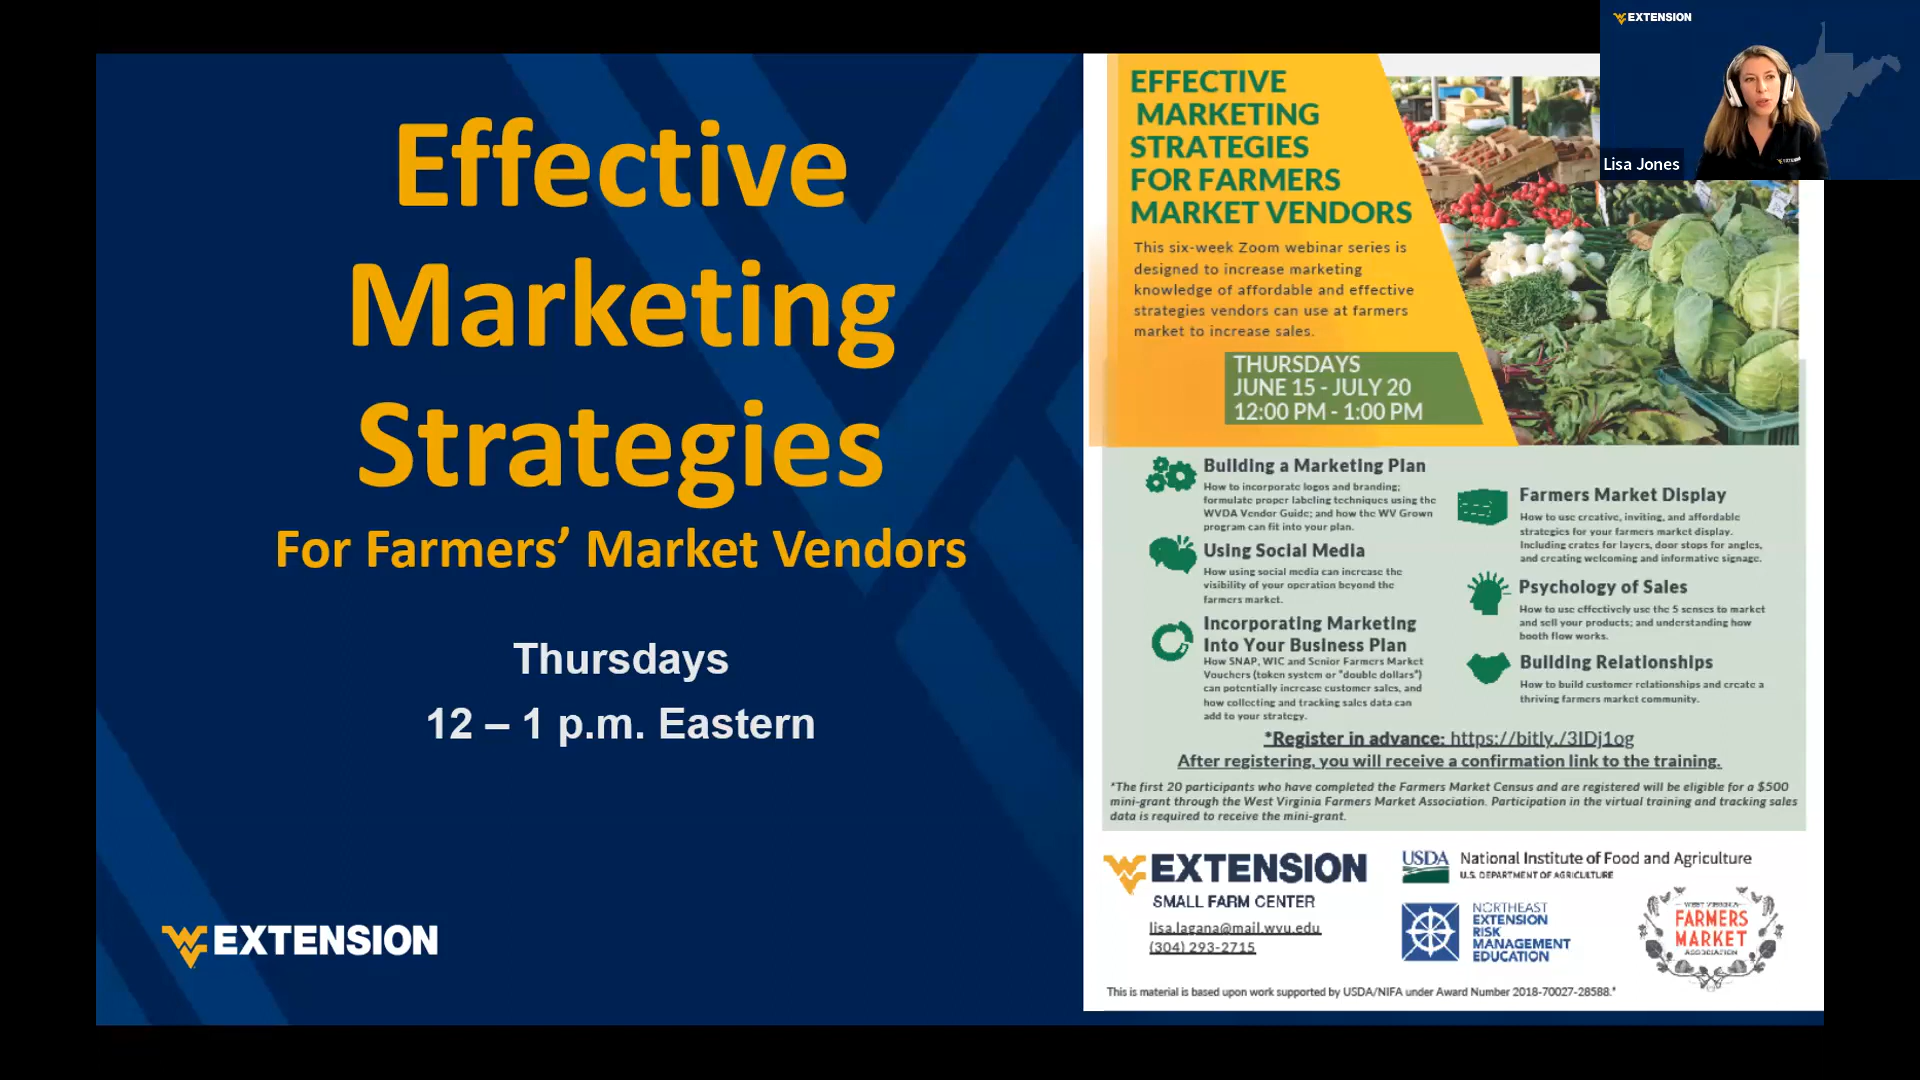 Effective
Marketing
Strategies
For Farmers’ Market Vendors
Thursdays
12 – 1 p.m. Eastern
WV EXTENSION
EFFECTIVE
MARKETING
STRATEGIES
FOR FARMERS
MARKET VENDORS
This six-week Zoom webinar series is
designed to increase marketing
knowledge of affordable and effective
strategies vendors can use at farmers
market to increase sales.
THURSDAYS
JUNE 15 - JULY 20
12:00 PM - 1:00 PM
Building a Marketing Plan
How to incorporate logos and branding;
formulate proper labeling techniques using the
WVDA Vendor Guide; and how the WV Grown
program can fit into your plan.
Using Social Media
How using social media can increase the
visibility of your operation beyond the
farmers market.
Incorporating Marketing
Into Your Business Plan
How SNAP, WIC and Senior Farmers Market
Vouchers (token system or "double dollars")
can potentially increase customer sales, and
how collecting and tracking sales data can
add to your strategy.
Farmers Market Display
How to use creative, inviting, and affordable
strategies for your farmers market display.
Including crates for layers, door stops for angles,
and creating welcoming and informative signage.
Psychology of Sales
How to use effectively use the 5 senses to market
and sell your products; and understanding how
booth flow works.
Building Relationships
How to build customer relationships and create a
thriving farmers market community.
*Register in advance: https://bitly./3IDj1og
After registering, you will receive a confirmation link to the training.
*The first 20 participants who have completed the Farmers Market Census and are registered will be eligible for a $500
mini-grant through the West Virginia Farmers Market Association. Participation in the virtual training and tracking sales
data is required to receive the mini-grant.
WV EXTENSION
SMALL FARM CENTER
lisa.lagana@mail.wvu.edu
(304) 293-2715
USDA National Institute of Food and Agriculture
U.S. DEPARTMENT OF AGRICULTURE
NORTHEAST
EXTENSION
RISK
MANAGEMENT
EDUCATION
WEST VIRGINIA
FARMERS
MARKET
ASSOCIATION
This is material is based upon work supported by USDA/NIFA under Award Number 2018-70027-28588.*
WV EXTENSION
Lisa Jones